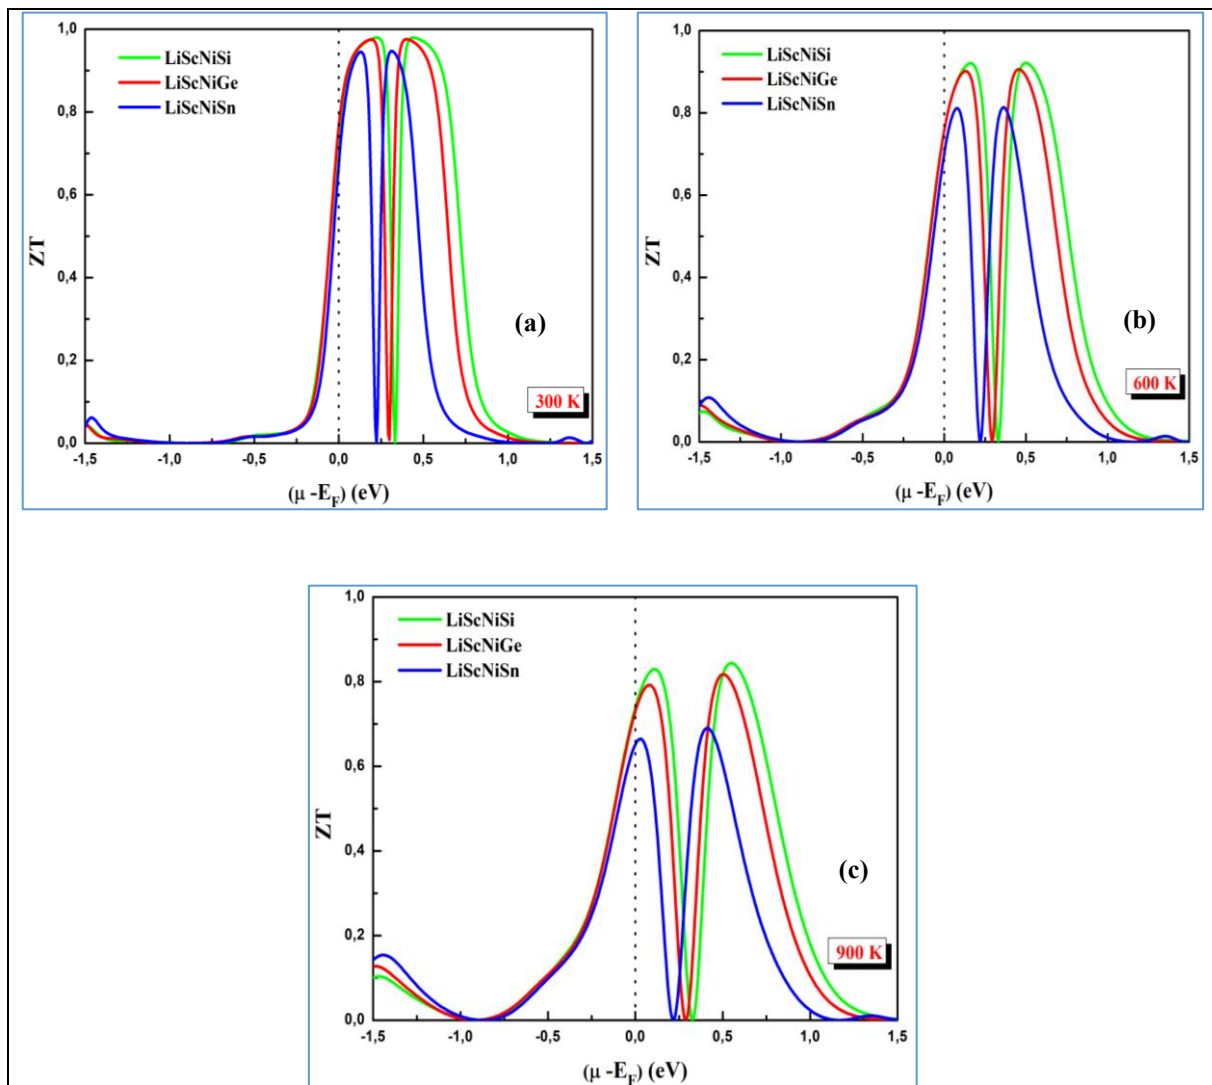 1,0
0,8
0,6
0,4
0,2
0,0
ZT
LiScNiSi
LiScNiGe
LiScNiSn
(a)
300 K
-1,5 -1,0 -0,5 0,0 0,5 1,0 1,5
(μ -E_F) (eV)
1,0
0,8
0,6
0,4
0,2
0,0
ZT
LiScNiSi
LiScNiGe
LiScNiSn
(b)
600 K
-1,5 -1,0 -0,5 0,0 0,5 1,0 1,5
(μ -E_F) (eV)
1,0
0,8
0,6
0,4
0,2
0,0
ZT
LiScNiSi
LiScNiGe
LiScNiSn
(c)
900 K
-1,5 -1,0 -0,5 0,0 0,5 1,0 1,5
(μ -E_F) (eV)